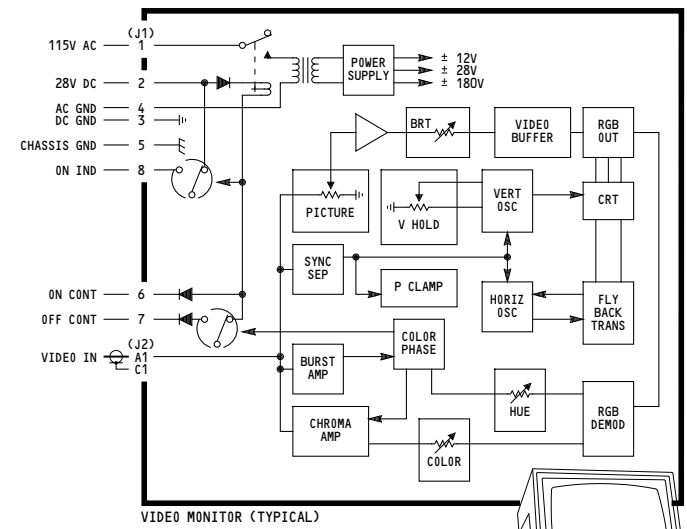 (J1)
115V AC 1
28V DC 2
AC GND 4
DC GND 3
CHASSIS GND 5
ON IND 8
ON CONT 6
OFF CONT 7
(J2)
VIDEO IN A1
C1
POWER SUPPLY
± 12V
± 28V
± 180V
BRT
VIDEO BUFFER
RGB OUT
PICTURE
V HOLD
VERT OSC
CRT
SYNC SEP
P CLAMP
HORIZ OSC
FLY BACK TRANS
COLOR PHASE
BURST AMP
CHROMA AMP
HUE
COLOR
RGB DEMOD
VIDEO MONITOR (TYPICAL)